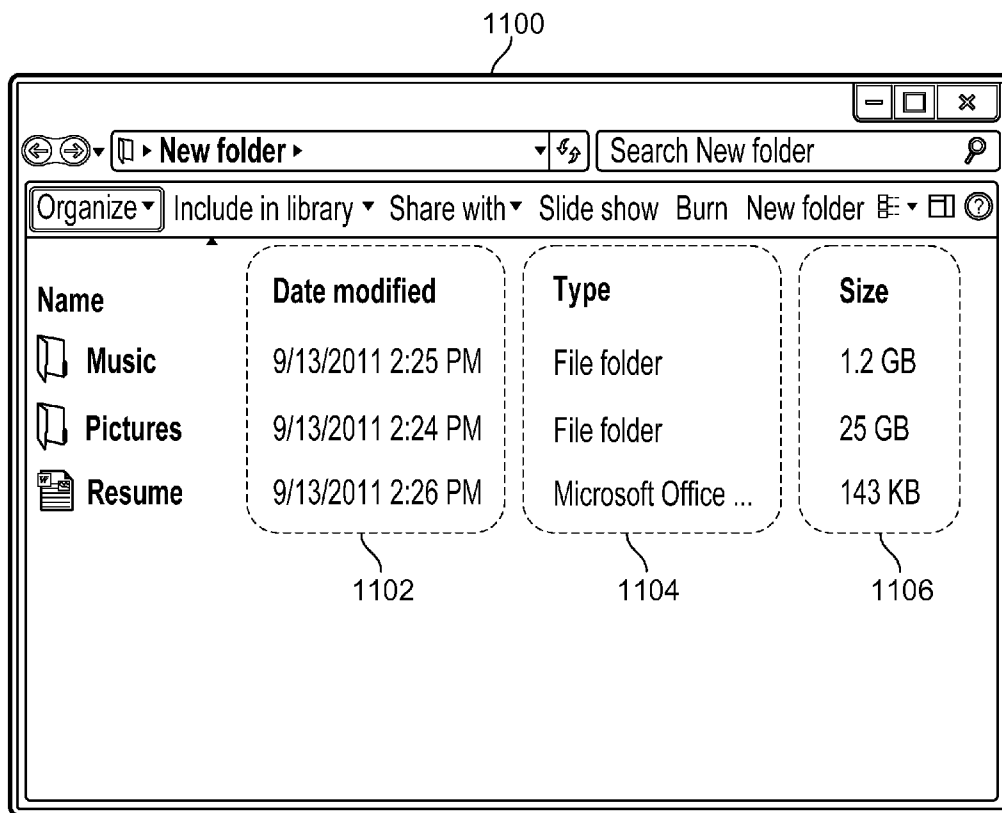 1100
New folder
Search New folder
Organize Include in library Share with Slide show Burn New folder ?
Name Date modified Type Size
Music 9/13/2011 2:25 PM File folder 1.2 GB
Pictures 9/13/2011 2:24 PM File folder 25 GB
Resume 9/13/2011 2:26 PM Microsoft Office ... 143 KB
1102 1104 1106